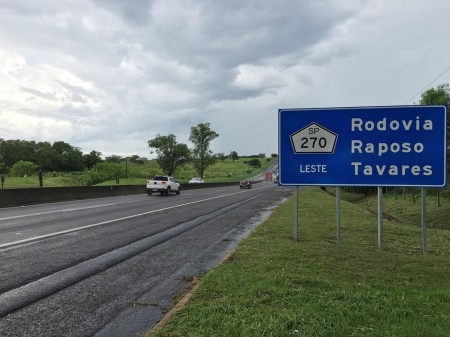 SP
270
LESTE
Rodovia
Raposo
Tavares